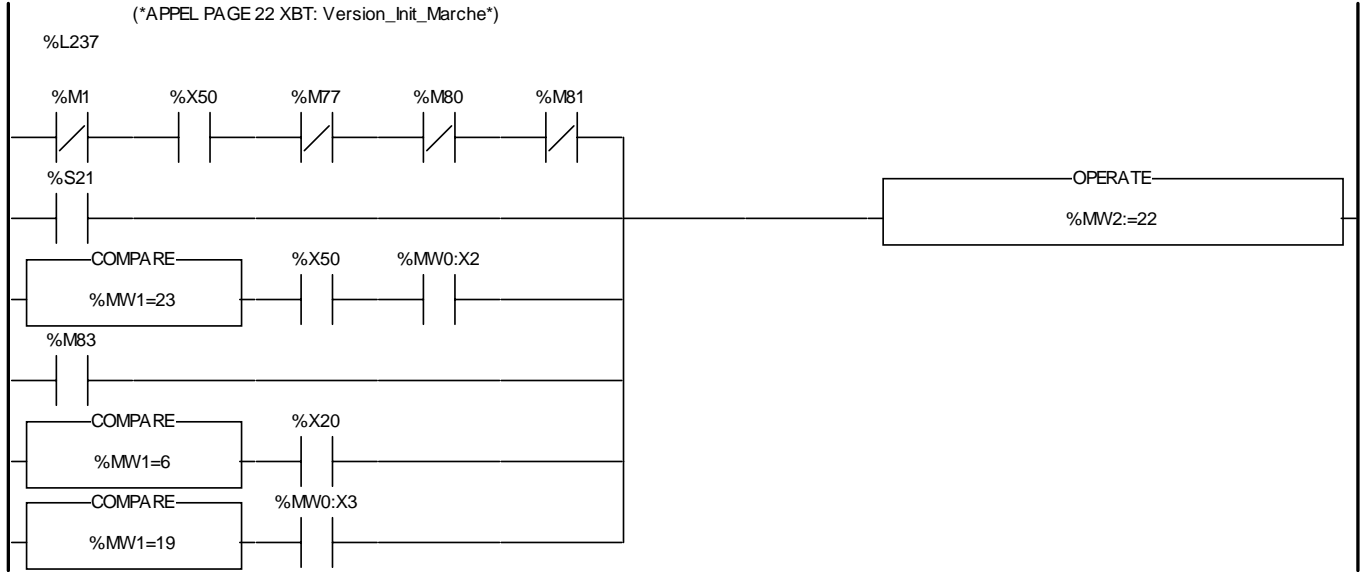 (*APPEL PAGE 22 XBT: Version_Init_Marche*)
%L237
%M1 %X50 %M77 %M80 %M81
%S21
OPERATE
%MW2:=22
COMPARE %X50 %MW0:X2
%MW1=23
%M83
COMPARE %X20
%MW1=6
COMPARE %MW0:X3
%MW1=19